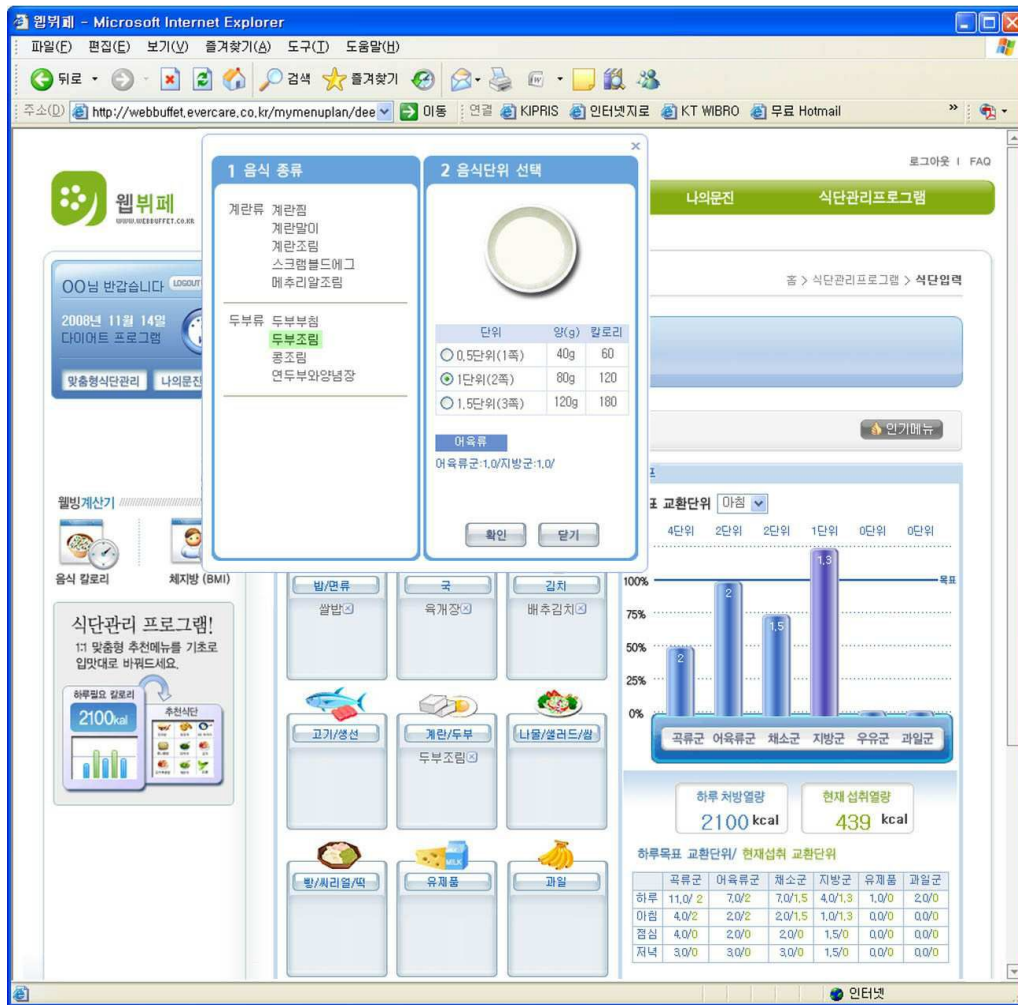 웹뷔페 - Microsoft Internet Explorer
파일(F) 편집(E) 보기(V) 즐겨찾기(A) 도구(T) 도움말(H)
뒤로 검색 즐겨찾기
주소(D) http://webbuffet.evercare.co.kr/mymenuplan/dee 이동 연결 KIPRIS 인터넷지로 KT WIBRO 무료 Hotmail »
로그아웃 I FAQ
웹뷔페
WWW.WEBUFFET.CO.KR
나의문진 식단관리프로그램
홈 > 식단관리프로그램 > 식단입력
OO님 반갑습니다 LOGOUT
2008년 11월 14일
다이어트 프로그램
맞춤형식단관리 나의문진
1 음식 종류
계란류 계란찜
계란말이
계란조림
스크램블드에그
메추리알조림
두부류 두부부침
두부조림
콩조림
연두부와양념장
2 음식단위 선택
단위 양(g) 칼로리
0,5단위(1쪽) 40g 60
1단위(2쪽) 80g 120
1,5단위(3쪽) 120g 180
어육류
어육류군:1,0/지방군:1,0/
확인 닫기
인기메뉴
웰빙계산기
음식 칼로리 체지방 (BMI)
식단관리 프로그램!
1:1 맞춤형 추천메뉴를 기초로
입맛대로 바꿔드세요.
하루필요 칼로리
2100kal
추천식단
밥/면류 국 김치
쌀밥 육개장 배추김치
고기/생선 계란/두부 나물/샐러드/쌈
두부조림
MILK
빵/씨리얼/떡 유제품 과일
표 교환단위 아침
4단위 2단위 2단위 1단위 0단위 0단위
100% 목표
75%
50%
25%
0%
2 2 1,5 1,3
곡류군 어육류군 채소군 지방군 우유군 과일군
하루 처방열량
2100 kcal
현재 섭취열량
439 kcal
하루목표 교환단위/ 현재섭취 교환단위
곡류군 어육류군 채소군 지방군 유제품 과일군
하루 11,0/ 2 7,0/2 7,0/1,5 4,0/1,3 1,0/0 2,0/0
아침 4,0/2 2,0/2 2,0/1,5 1,0/1,3 0,0/0 0,0/0
점심 4,0/0 2,0/0 2,0/0 1,5/0 0,0/0 0,0/0
저녁 3,0/0 3,0/0 3,0/0 1,5/0 0,0/0 0,0/0
인터넷